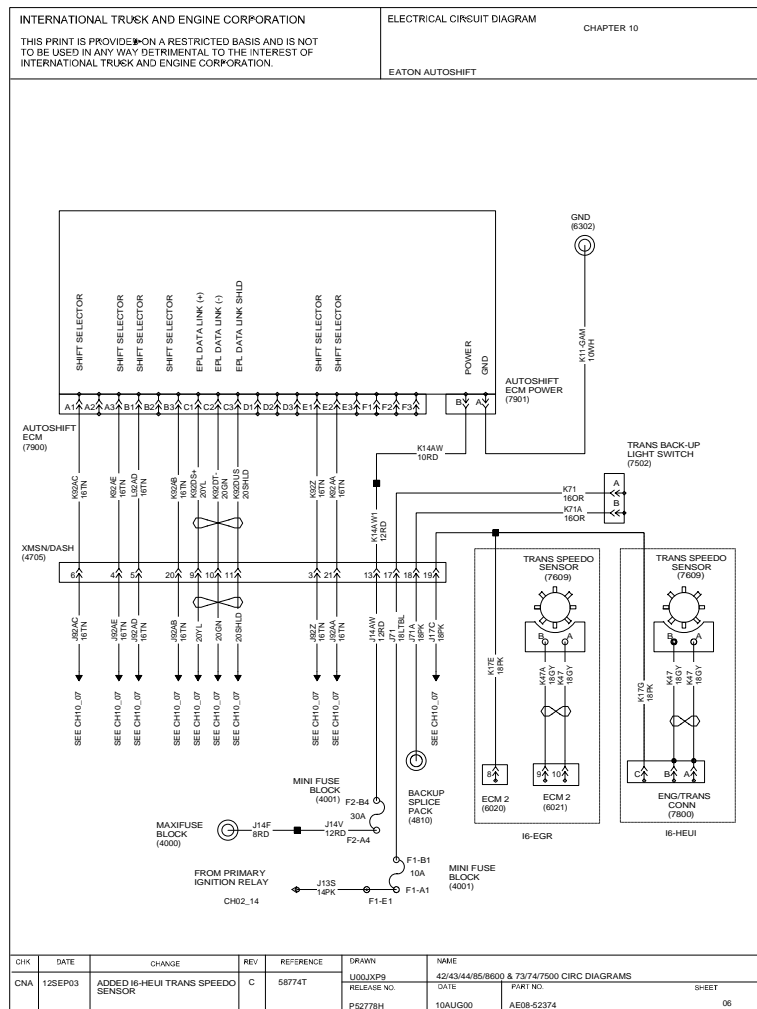 INTERNATIONAL TRUCK AND ENGINE CORPORATION
THIS PRINT IS PROVIDED ON A RESTRICTED BASIS AND IS NOT
TO BE USED IN ANY WAY DETRIMENTAL TO THE INTEREST OF
INTERNATIONAL TRUCK AND ENGINE CORPORATION.
ELECTRICAL CIRCUIT DIAGRAM
CHAPTER 10
EATON AUTOSHIFT
GND
(6302)
K11-GAM
10WH
SHIFT SELECTOR
SHIFT SELECTOR
SHIFT SELECTOR
SHIFT SELECTOR
EPL DATA LINK (+)
EPL DATA LINK (-)
EPL DATA LINK SHLD
SHIFT SELECTOR
SHIFT SELECTOR
POWER
GND
A1 A2 A3 B1 B2 B3 C1 C2 C3 D1 D2 D3 E1 E2 E3 F1 F2 F3
B A
AUTOSHIFT
ECM POWER
(7901)
AUTOSHIFT
ECM
(7900)
K14AW
10RD
TRANS BACK-UP
LIGHT SWITCH
(7502)
A
B
K71
16OR
K71A
16OR
K92AC
16TN
K92AE
16TN
L92AD
16TN
K92AB
16TN
K92DS+
20YL
K92DT-
20GN
K92DUS
20SHLD
K92Z
16TN
K92AA
16TN
K14AW1
12RD
XMSN/DASH
(4705)
6 4 5 20 9 10 11 3 21 13 17 18 19
J92AC
16TN
J92AE
16TN
J92AD
16TN
J92AB
16TN
20YL
20GN
20SHLD
J92Z
16TN
J92AA
16TN
J14AW
12RD
J71
18LTBL
J71A
18PK
J17C
18PK
SEE CH10_07
SEE CH10_07
SEE CH10_07
SEE CH10_07
SEE CH10_07
SEE CH10_07
SEE CH10_07
SEE CH10_07
SEE CH10_07
SEE CH10_07
TRANS SPEEDO
SENSOR
(7609)
B A
K17E
18PK
K47A
18GY
K47
18GY
8
9 10
ECM 2
(6020)
ECM 2
(6021)
I6-EGR
TRANS SPEEDO
SENSOR
(7609)
B A
K17G
18PK
K47
18GY
K47
18GY
C B A
ENG/TRANS
CONN
(7800)
I6-HEUI
MINI FUSE
BLOCK
(4001)
F2-B4
30A
F2-A4
BACKUP
SPLICE
PACK
(4810)
MAXIFUSE
BLOCK
(4000)
J14F
8RD
J14V
12RD
F1-B1
10A
F1-A1
MINI FUSE
BLOCK
(4001)
FROM PRIMARY
IGNITION RELAY
CH02_14
J13S
14PK
F1-E1
CHK DATE CHANGE REV REFERENCE DRAWN NAME
CNA 12SEP03 ADDED I6-HEUI TRANS SPEEDO SENSOR C 58774T
U00JXP9
42/43/44/85/8600 & 73/74/7500 CIRC DIAGRAMS
RELEASE NO. DATE PART NO. SHEET
P52778H 10AUG00 AE08-52374 06